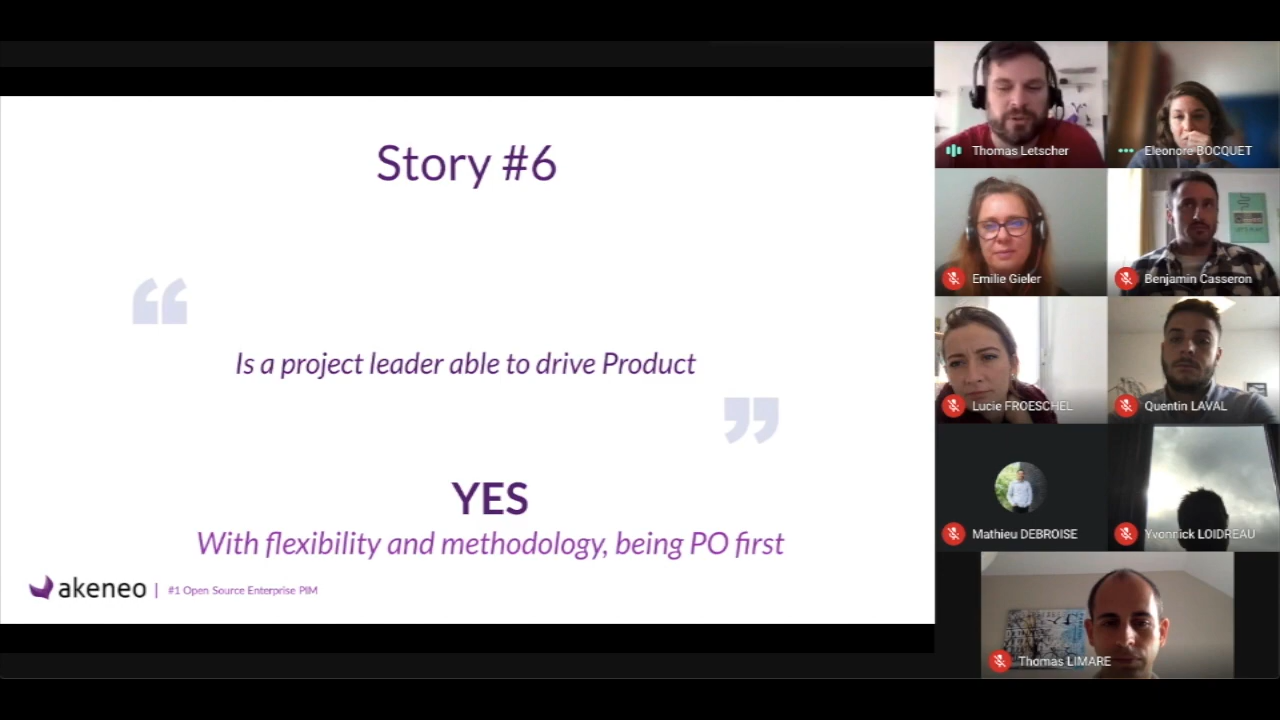 Story #6
“
Is a project leader able to drive Product
”
YES
With flexibility and methodology, being PO first
akeneo | #1 Open Source Enterprise PIM
Thomas Letscher
Eleonore BOCQUET
Emilie Gieler
Benjamin Casseron
Lucie FROESCHEL
Quentin LAVAL
Mathieu DEBROISE
Yvonnick LOIDREAU
Thomas LIMARE